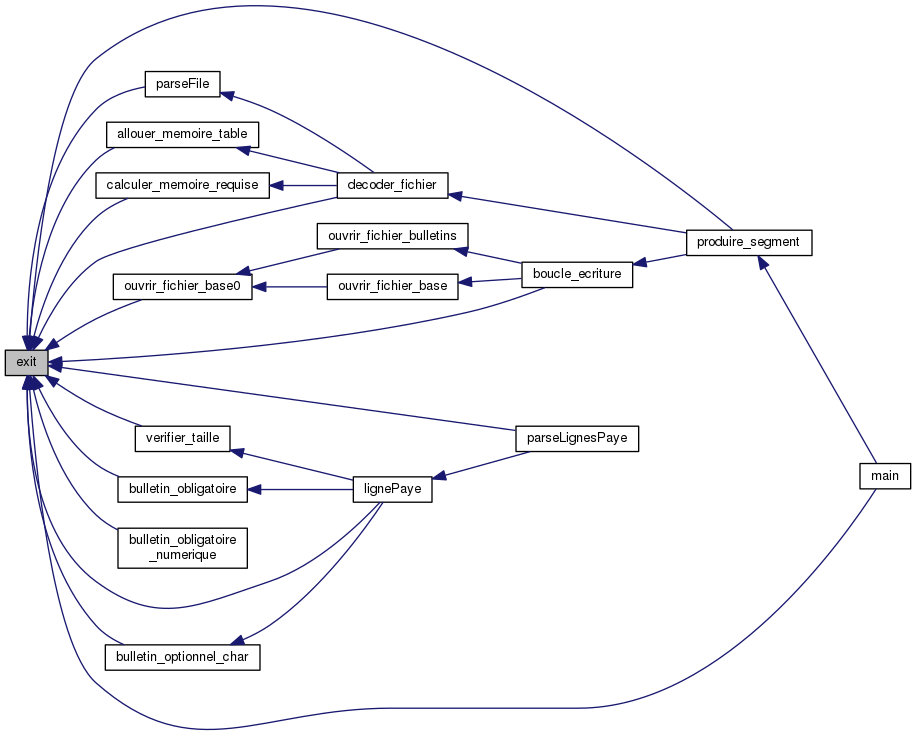 parseFile
allouer_memoire_table
calculer_memoire_requise
decoder_fichier
ouvrir_fichier_bulletins
produire_segment
boucle_ecriture
ouvrir_fichier_base0
ouvrir_fichier_base
exit
verifier_taille
parseLignesPaye
bulletin_obligatoire
lignePaye
main
bulletin_obligatoire
_numerique
bulletin_optionnel_char